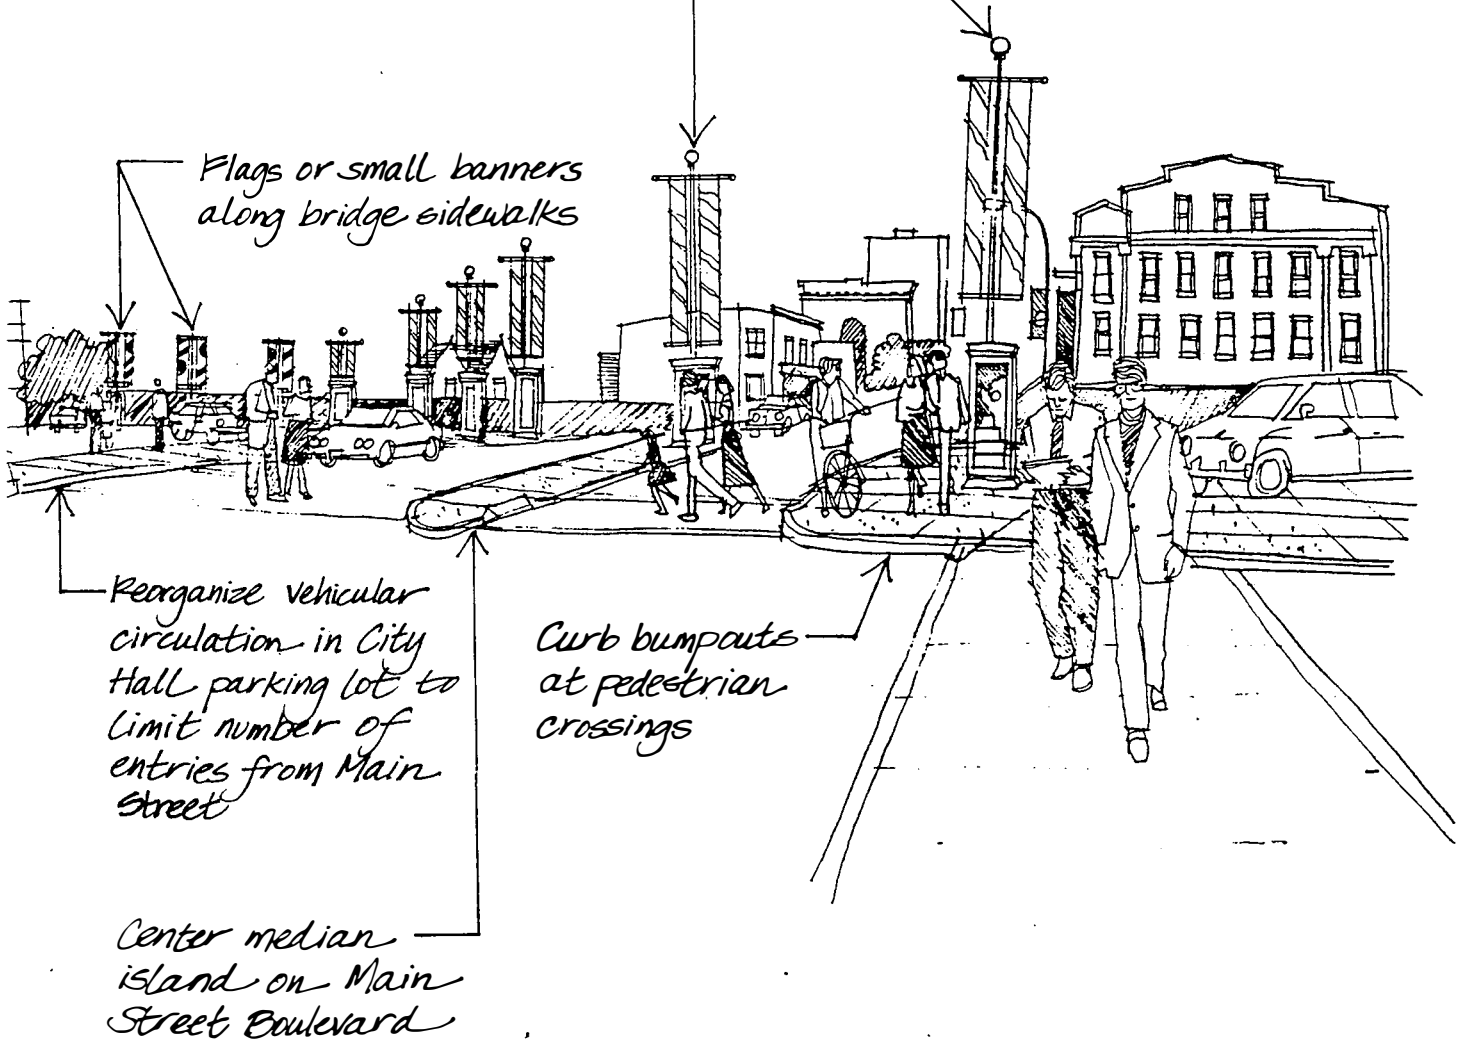 Flags or small banners
along bridge sidewalks
Reorganize vehicular
circulation in City
Hall parking lot to
limit number of
entries from Main
Street
Curb bumpouts
at pedestrian
crossings
Center median
island on Main
Street Boulevard